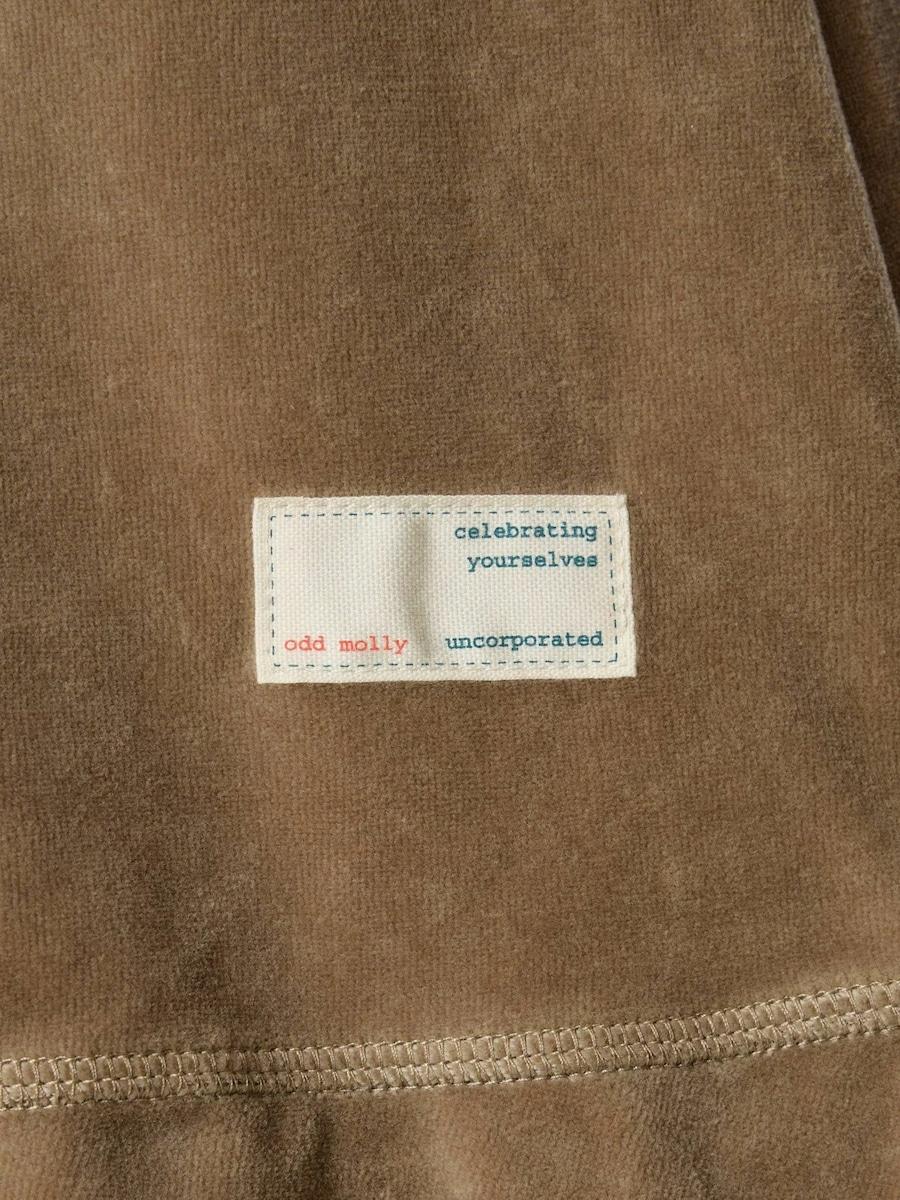 celebrating
yourselves
odd molly uncorporated